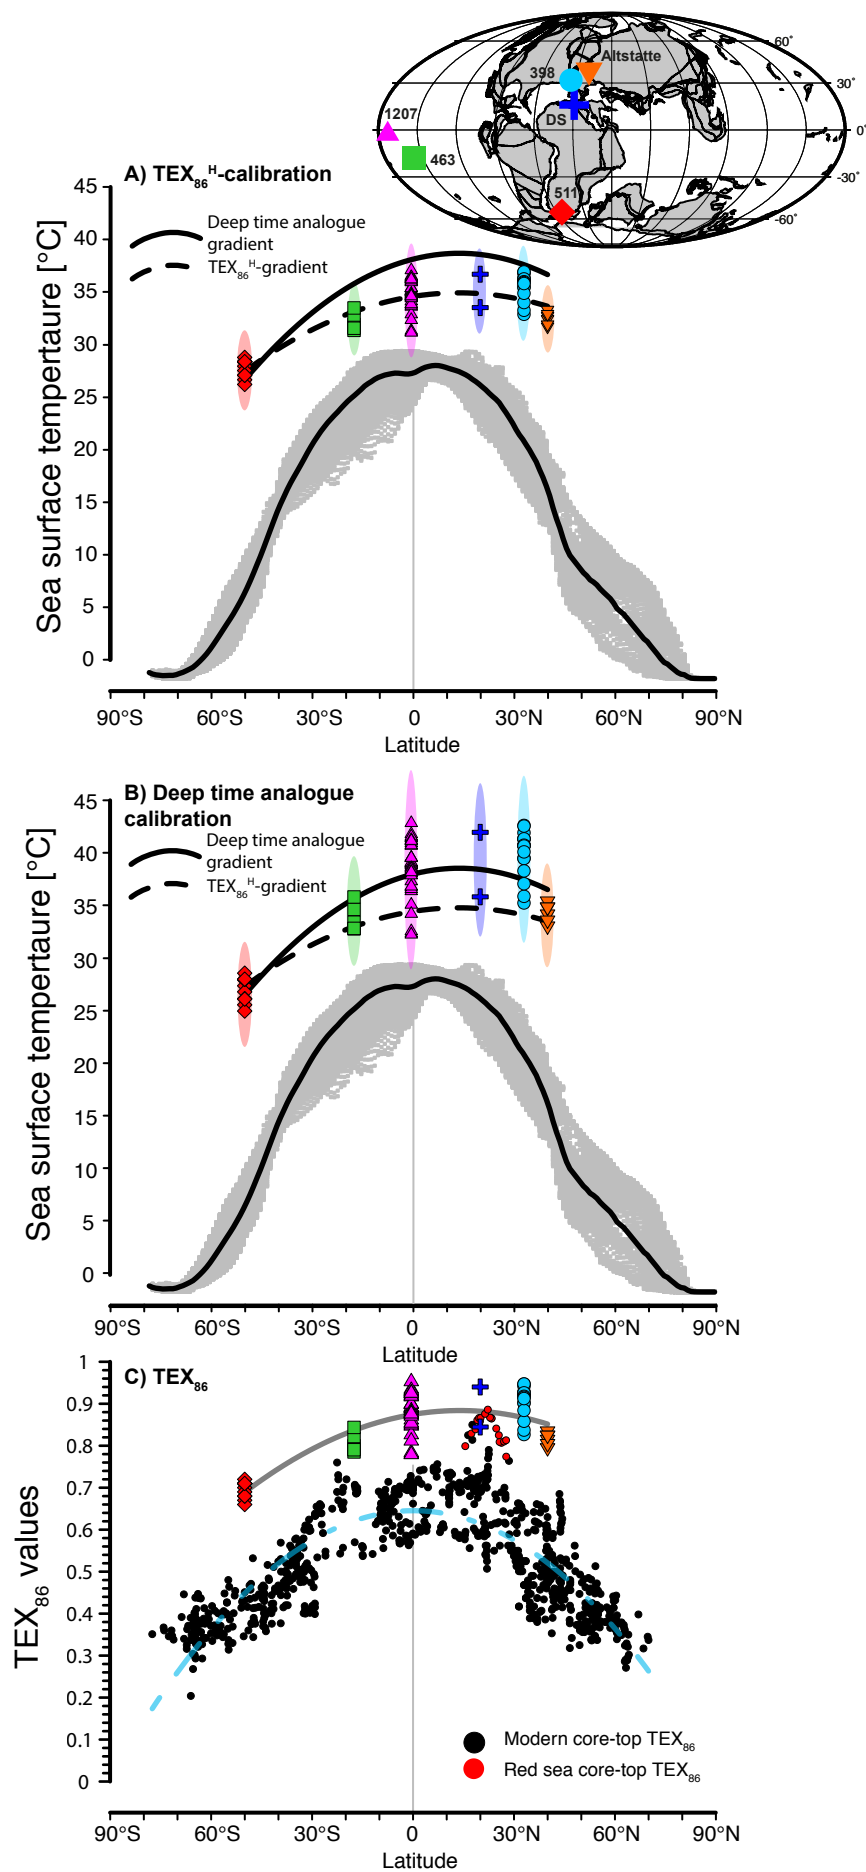 60°
Altstatte
398
30°
1207
DS
0°
463
A) TEX₈₆ᴴ-calibration
-30°
511
-60°
Deep time analogue
gradient
TEX₈₆ᴴ-gradient
Sea surface tempertaure [°C]
45
40
35
30
25
20
15
10
5
0
90°S 60°S 30°S 0 30°N 60°N 90°N
Latitude
B) Deep time analogue
calibration
Deep time analogue
gradient
TEX₈₆ᴴ-gradient
Sea surface tempertaure [°C]
45
40
35
30
25
20
15
10
5
0
90°S 60°S 30°S 0 30°N 60°N 90°N
Latitude
C) TEX₈₆
TEX₈₆ values
1
0.9
0.8
0.7
0.6
0.5
0.4
0.3
0.2
0.1
0
Modern core-top TEX₈₆
Red sea core-top TEX₈₆
90°S 60°S 30°S 0 30°N 60°N 90°N
Latitude